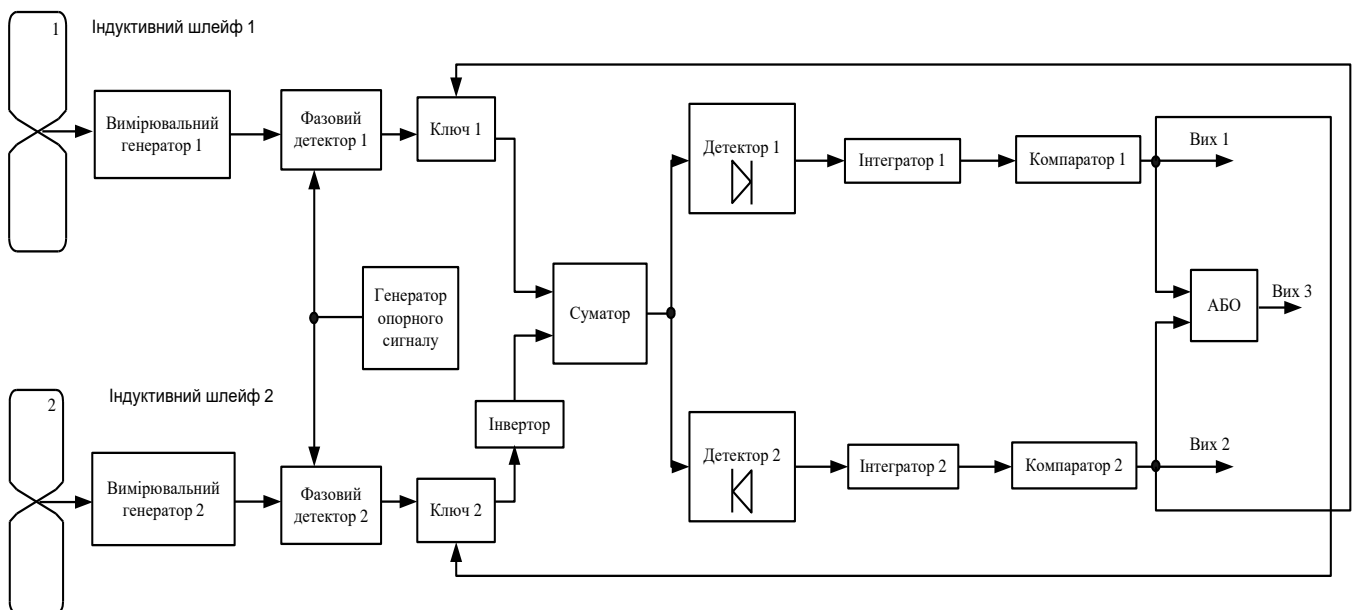 1
Індуктивний шлейф 1
Вимірювальний
генератор 1
Фазовий
детектор 1
Ключ 1
Детектор 1
Інтегратор 1
Компаратор 1
Вих 1
Генератор
опорного
сигналу
Суматор
АБО
Вих 3
2
Індуктивний шлейф 2
Інвертор
Вимірювальний
генератор 2
Фазовий
детектор 2
Ключ 2
Детектор 2
Інтегратор 2
Компаратор 2
Вих 2